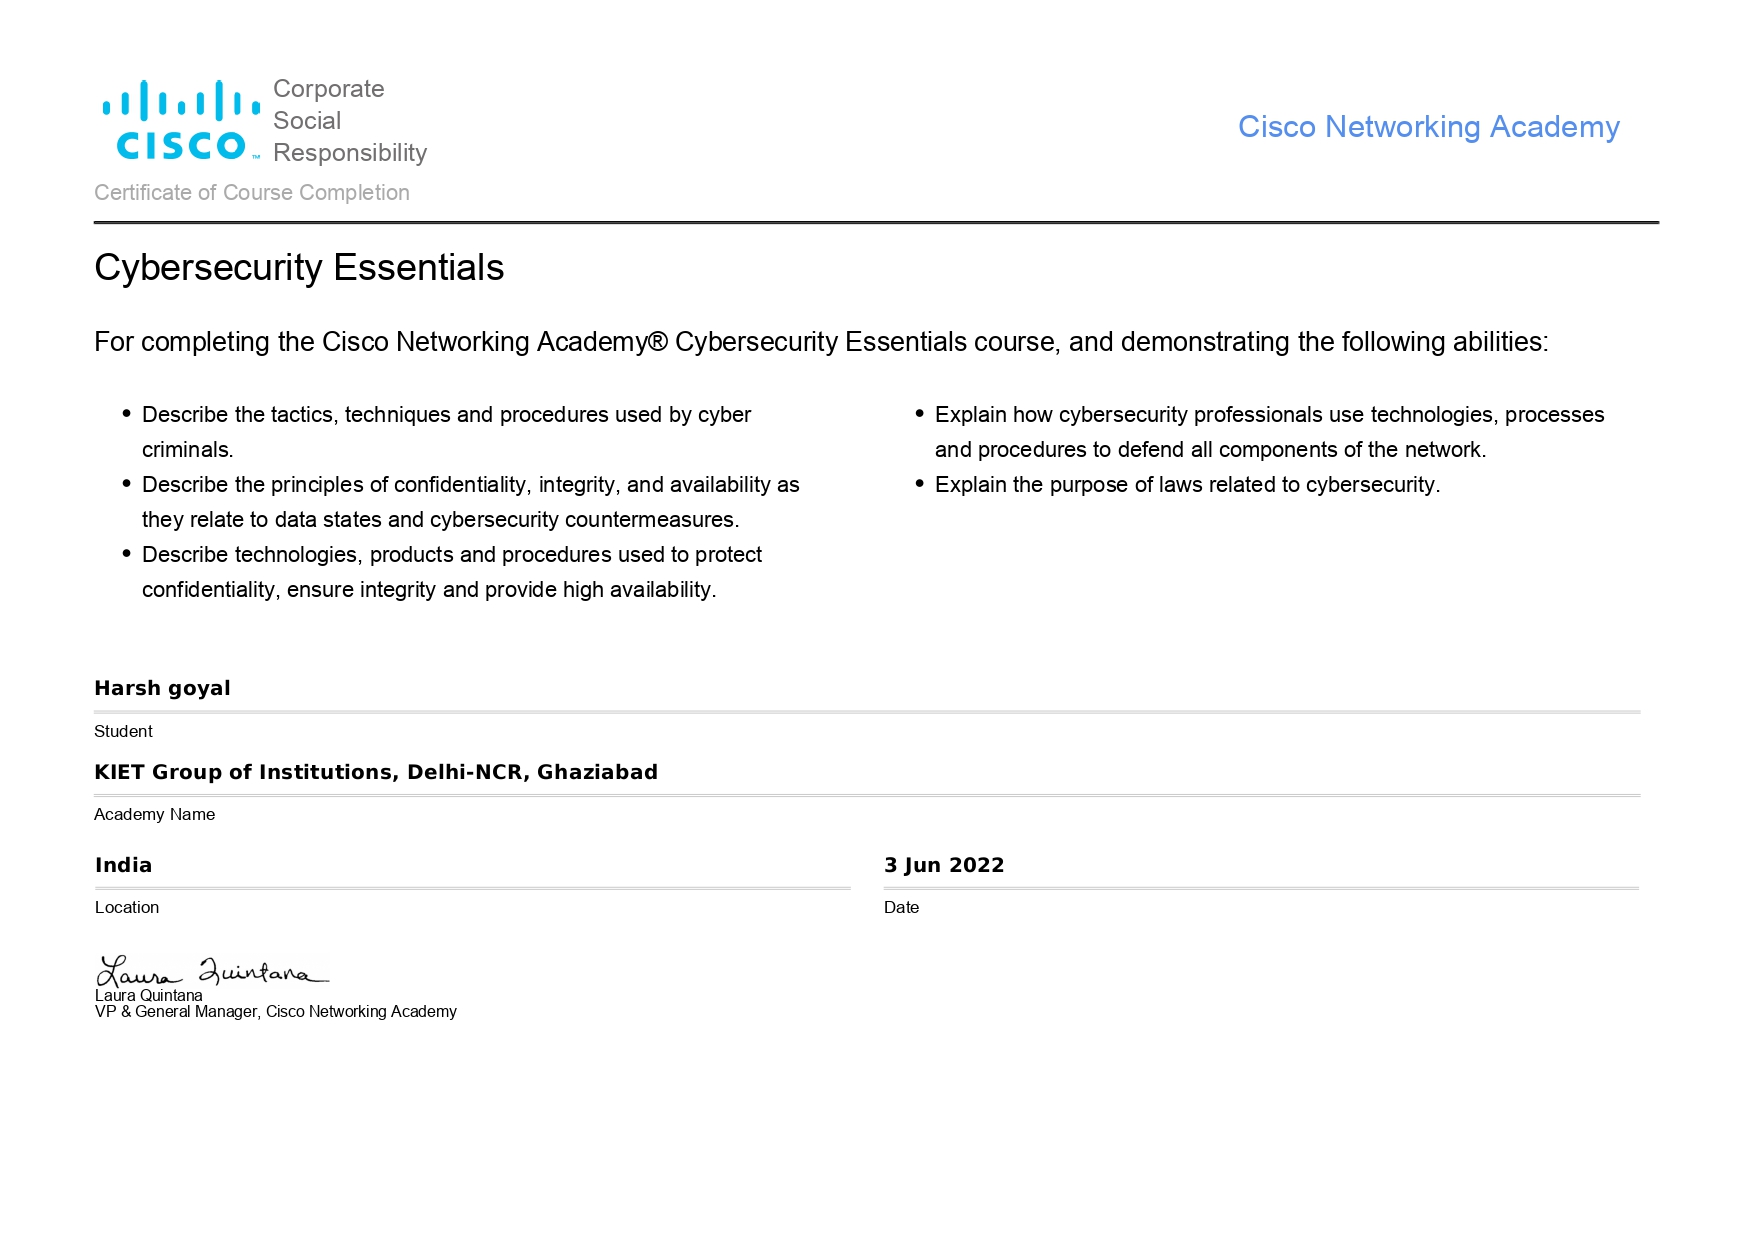 Corporate
Social
Responsibility
CISCO™
Cisco Networking Academy
Certificate of Course Completion
Cybersecurity Essentials
For completing the Cisco Networking Academy® Cybersecurity Essentials course, and demonstrating the following abilities:
• Describe the tactics, techniques and procedures used by cyber
criminals.
• Describe the principles of confidentiality, integrity, and availability as
they relate to data states and cybersecurity countermeasures.
• Describe technologies, products and procedures used to protect
confidentiality, ensure integrity and provide high availability.
• Explain how cybersecurity professionals use technologies, processes
and procedures to defend all components of the network.
• Explain the purpose of laws related to cybersecurity.
Harsh goyal
Student
KIET Group of Institutions, Delhi-NCR, Ghaziabad
Academy Name
India
Location
3 Jun 2022
Date
Laura Quintana
Laura Quintana
VP & General Manager, Cisco Networking Academy